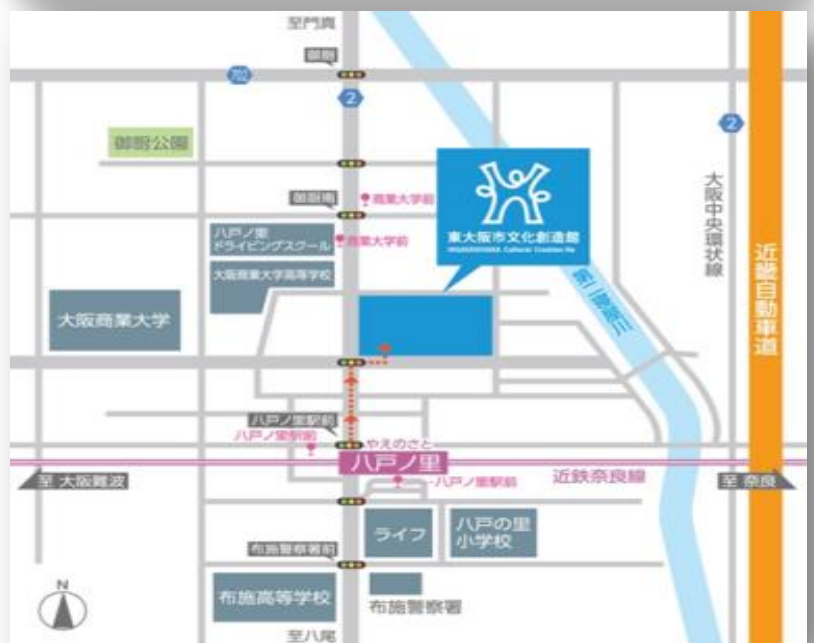 至門真
御厨
702
2
2
御厨公園
御厨南
商業大学前
八戸ノ里
ドライビングスクール
商業大学前
東大阪市文化創造館
大阪商業大学高等学校
大阪中央環状線
近畿自動車道
大阪商業大学
第二寝屋川
八戸ノ里駅前
八戸ノ里駅前
やえのさと
八戸ノ里
近鉄奈良線
至 大阪難波
八戸ノ里駅前
至 奈良
ライフ
八戸の里
小学校
布施警察署前
N
布施高等学校
布施警察署
至八尾